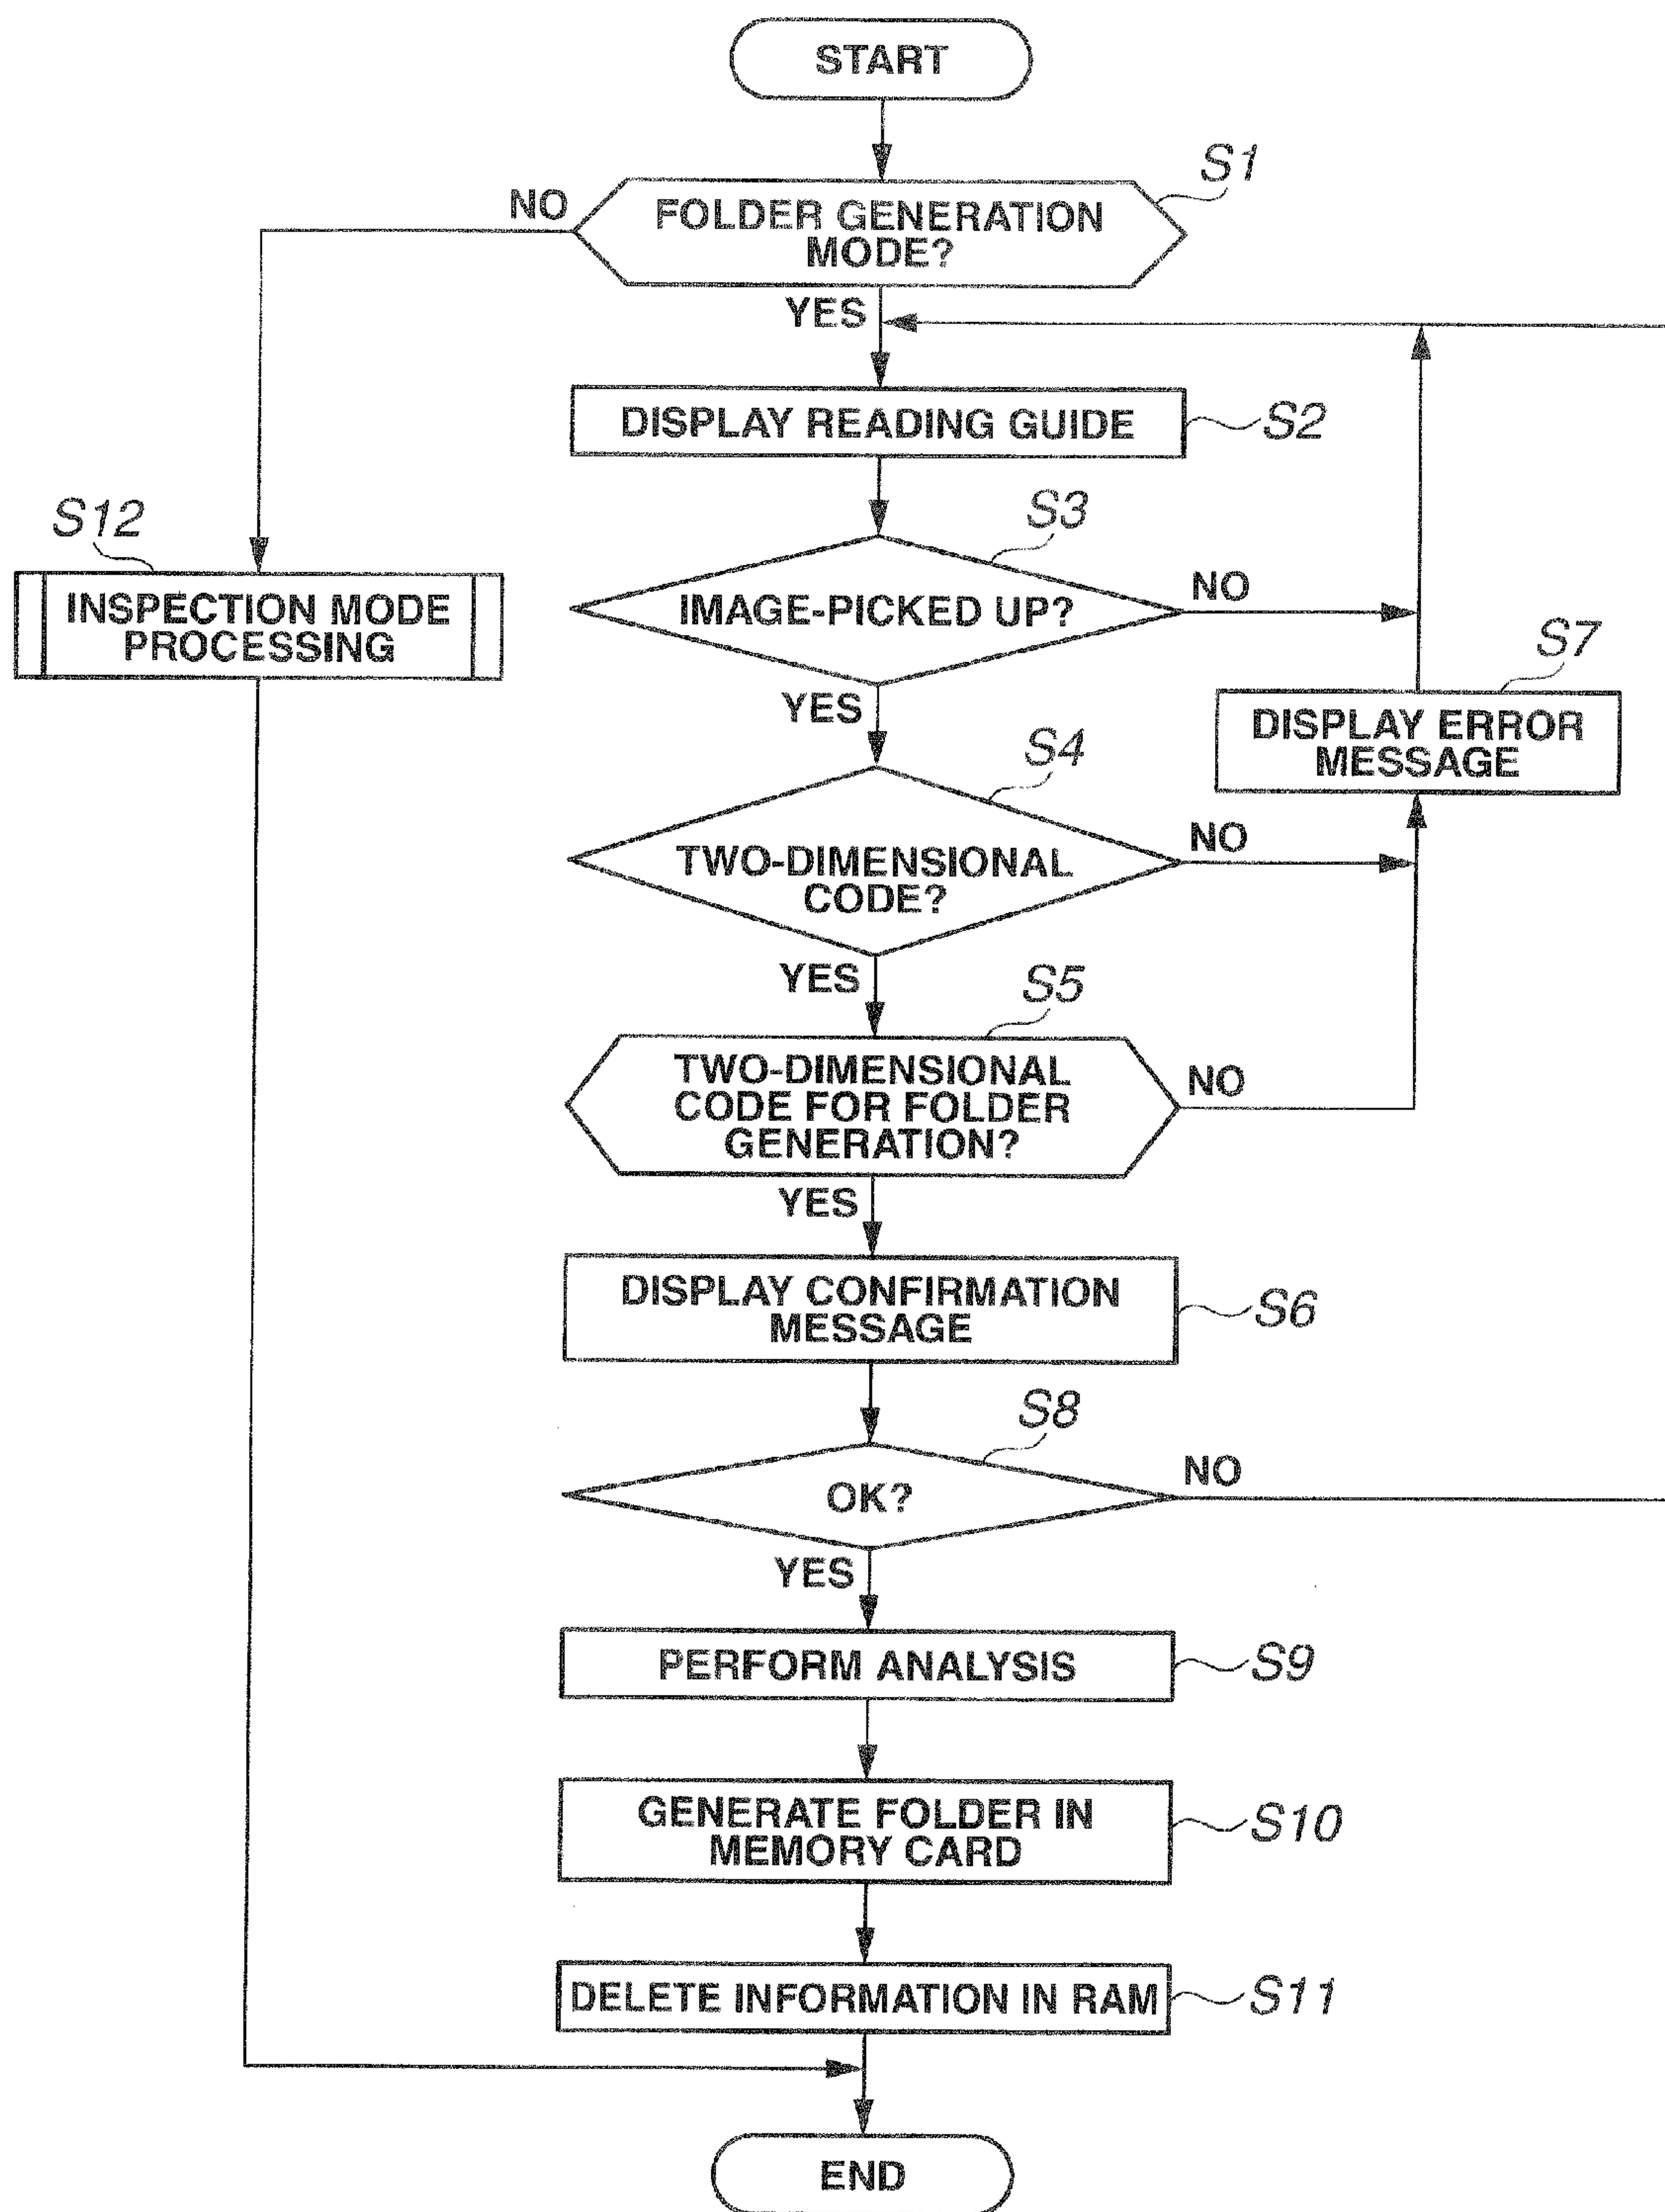 START
S1
NO
FOLDER GENERATION
MODE?
YES
DISPLAY READING GUIDE
S2
S12
INSPECTION MODE
PROCESSING
S3
IMAGE-PICKED UP?
NO
YES
S7
DISPLAY ERROR
MESSAGE
S4
TWO-DIMENSIONAL
CODE?
NO
YES
S5
TWO-DIMENSIONAL
CODE FOR FOLDER
GENERATION?
NO
YES
DISPLAY CONFIRMATION
MESSAGE
S6
S8
OK?
NO
YES
PERFORM ANALYSIS
S9
GENERATE FOLDER IN
MEMORY CARD
S10
DELETE INFORMATION IN RAM
S11
END